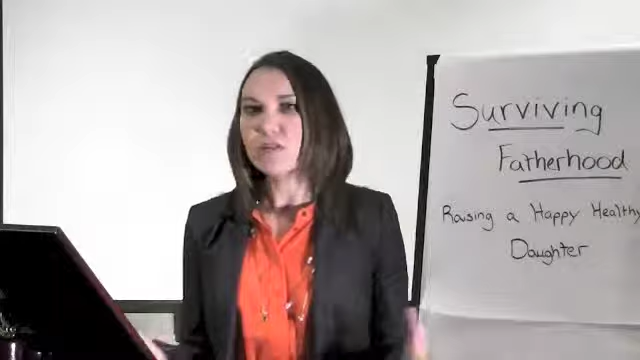 Surviving
Fatherhood
Raising a Happy Healthy
Daughter